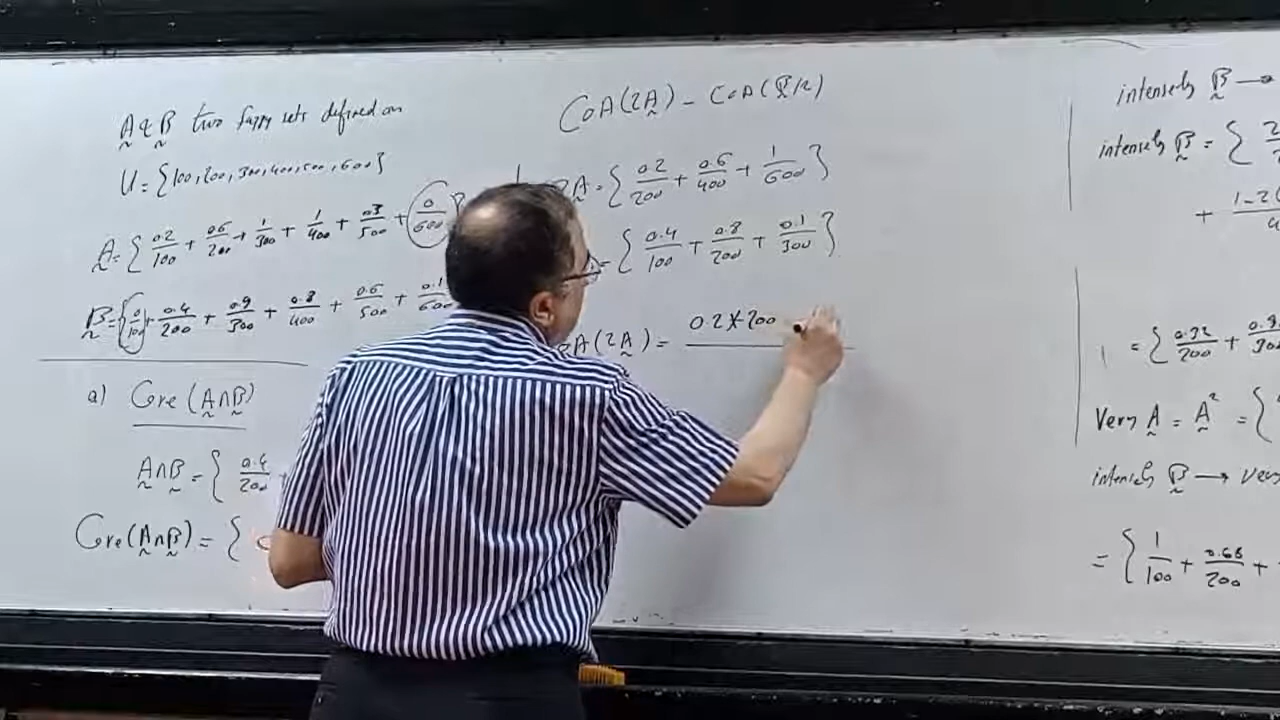 A & B two fuzzy sets defined on
U = {100, 200, 300, 400, 500, 600}
A = { 0.2/100 + 0.6/200 + 1/300 + 1/400 + 0.3/500 + 0/600
B = { 0/100 + 0.4/200 + 0.9/300 + 0.8/400 + 0.6/500 + 0.1/600
a) Core (A∩B)
A∩B = { 0.4/200
Core(A∩B) = {
CoA(2A) - CoA(B/2)
2A = { 0.2/200 + 0.6/400 + 1/600 }
= { 0.4/100 + 0.8/200 + 0.1/300 }
A(2A) = 0.2*200
intensely B →
intensely B = {
+ 1-2(
= { 0.32/200 +
Very A = A² = {
intensely B → very
= { 1/100 + 0.68/200 +